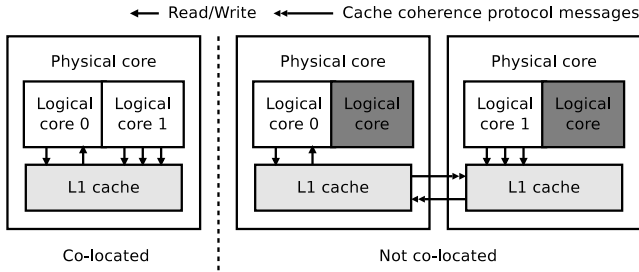 Read/Write
Cache coherence protocol messages
Physical core
Logical
core 0
Logical
core 1
L1 cache
Co-located
Physical core
Logical
core 0
Logical
core
L1 cache
Physical core
Logical
core 1
Logical
core
L1 cache
Not co-located